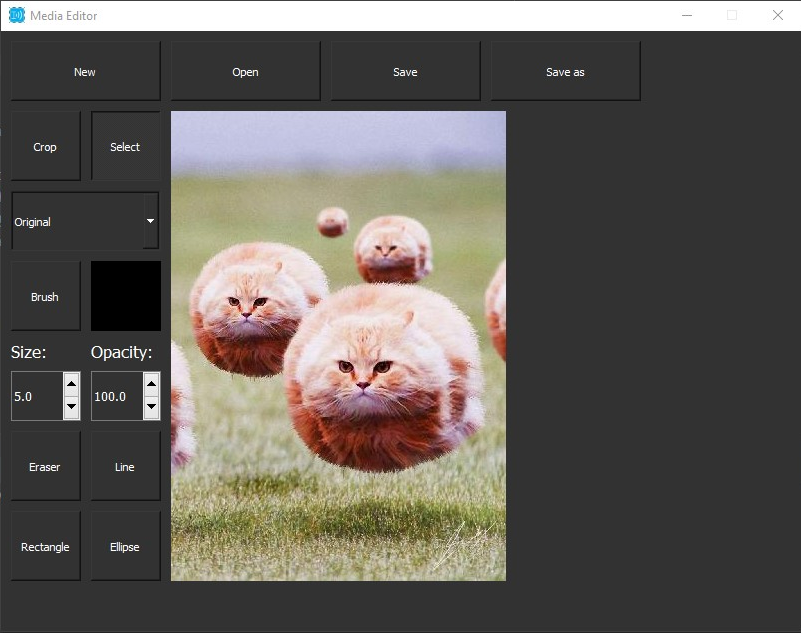 Media Editor
New
Open
Save
Save as
Crop
Select
Original
Brush
Size:
Opacity:
5.0
100.0
Eraser
Line
Rectangle
Ellipse